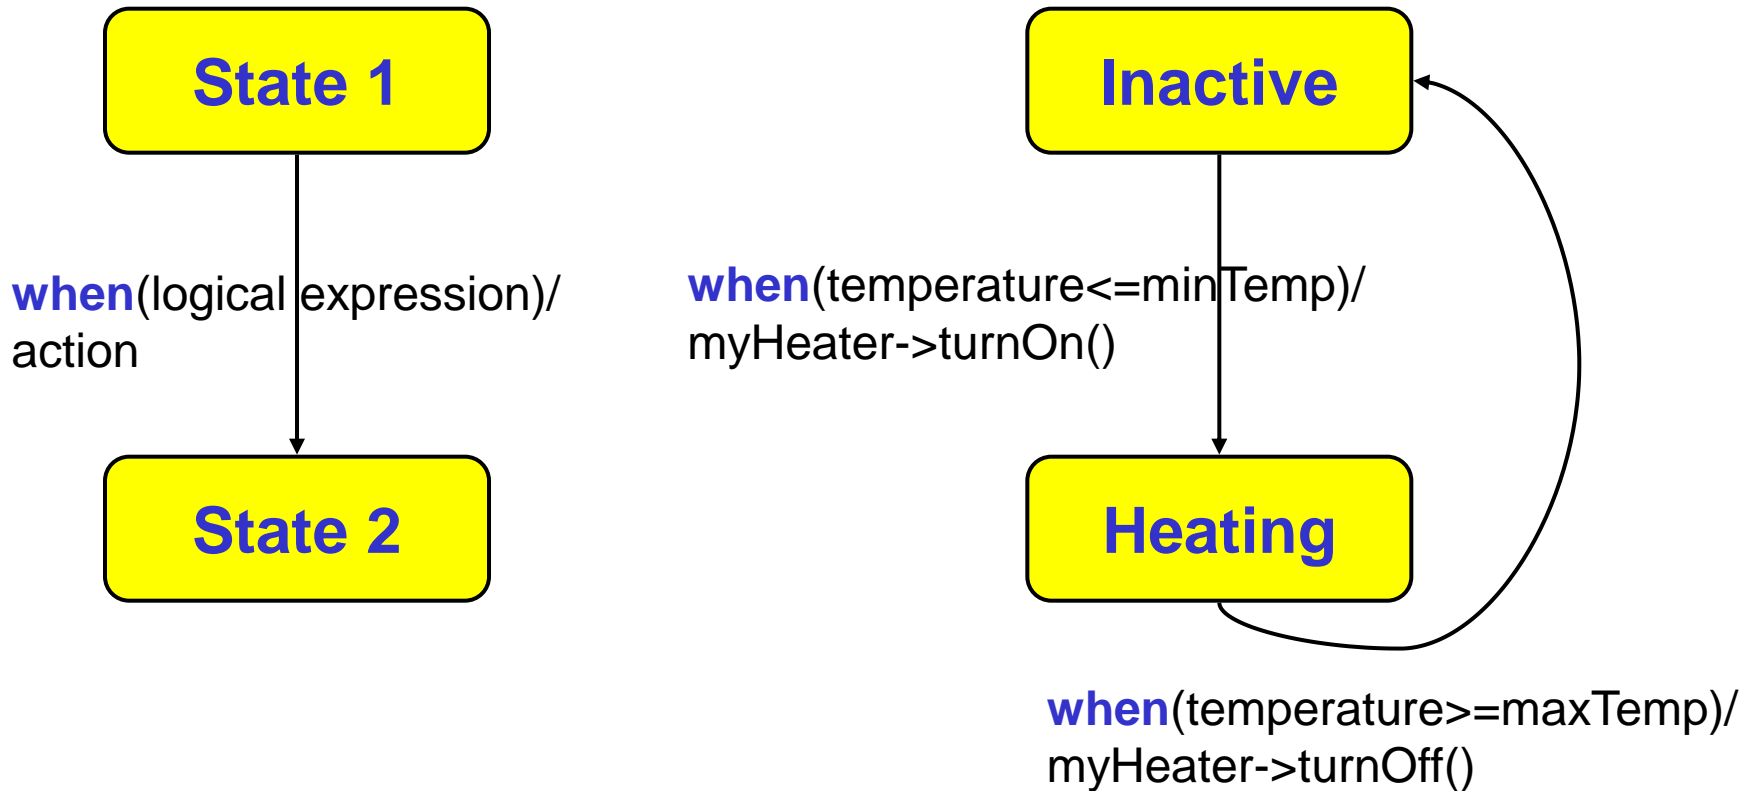 State 1
when(logical expression)/
action
State 2
Inactive
when(temperature<=minTemp)/
myHeater->turnOn()
Heating
when(temperature>=maxTemp)/
myHeater->turnOff()